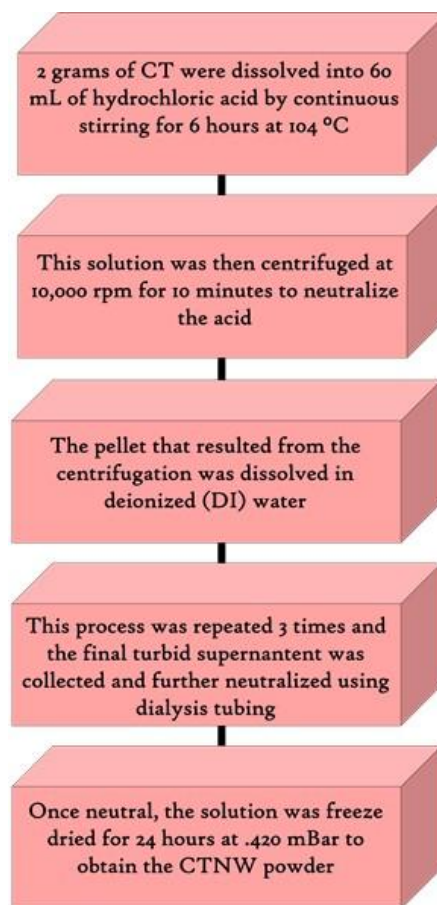 2 grams of CT were dissolved into 60
mL of hydrochloric acid by continuous
stirring for 6 hours at 104 ºC
This solution was then centrifuged at
10,000 rpm for 10 minutes to neutralize
the acid
The pellet that resulted from the
centrifugation was dissolved in
deionized (DI) water
This process was repeated 3 times and
the final turbid supernantent was
collected and further neutralized using
dialysis tubing
Once neutral, the solution was freeze
dried for 24 hours at .420 mBar to
obtain the CTNW powder